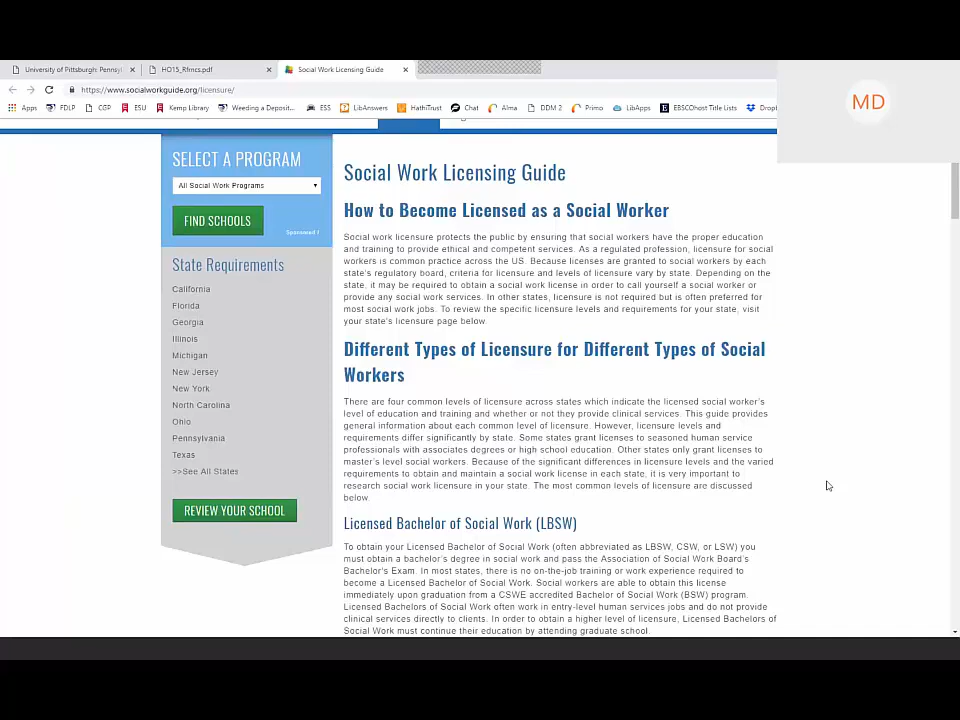 University of Pittsburgh: Pennsyl
HO15_Rfmcs.pdf
Social Work Licensing Guide
https://www.socialworkguide.org/licensure/
Apps FDLP CGP ESU Kemp Library Weeding a Deposit... ESS LibAnswers HathiTrust Chat Alma DDM 2 Primo LibApps EBSCOhost Title Lists Dropb
MD
SELECT A PROGRAM
All Social Work Programs
FIND SCHOOLS
Sponsored
State Requirements
California
Florida
Georgia
Illinois
Michigan
New Jersey
New York
North Carolina
Ohio
Pennsylvania
Texas
>>See All States
REVIEW YOUR SCHOOL
Social Work Licensing Guide
How to Become Licensed as a Social Worker
Social work licensure protects the public by ensuring that social workers have the proper education
and training to provide ethical and competent services. As a regulated profession, licensure for social
workers is common practice across the US. Because licenses are granted to social workers by each
state's regulatory board, criteria for licensure and levels of licensure vary by state. Depending on the
state, it may be required to obtain a social work license in order to call yourself a social worker or
provide any social work services. In other states, licensure is not required but is often preferred for
most social work jobs. To review the specific licensure levels and requirements for your state, visit
your state's licensure page below.
Different Types of Licensure for Different Types of Social
Workers
There are four common levels of licensure across states which indicate the licensed social worker's
level of education and training and whether or not they provide clinical services. This guide provides
general information about each common level of licensure. However, licensure levels and
requirements differ significantly by state. Some states grant licenses to seasoned human service
professionals with associates degrees or high school education. Other states only grant licenses to
master's level social workers. Because of the significant differences in licensure levels and the varied
requirements to obtain and maintain a social work license in each state, it is very important to
research social work licensure in your state. The most common levels of licensure are discussed
below.
Licensed Bachelor of Social Work (LBSW)
To obtain your Licensed Bachelor of Social Work (often abbreviated as LBSW, CSW, or LSW) you
must obtain a bachelor's degree in social work and pass the Association of Social Work Board's
Bachelor's Exam. In most states, there is no on-the-job training or work experience required to
become a Licensed Bachelor of Social Work. Social workers are able to obtain this license
immediately upon graduation from a CSWE accredited Bachelor of Social Work (BSW) program.
Licensed Bachelors of Social Work often work in entry-level human services jobs and do not provide
clinical services directly to clients. In order to obtain a higher level of licensure, Licensed Bachelors of
Social Work must continue their education by attending graduate school.